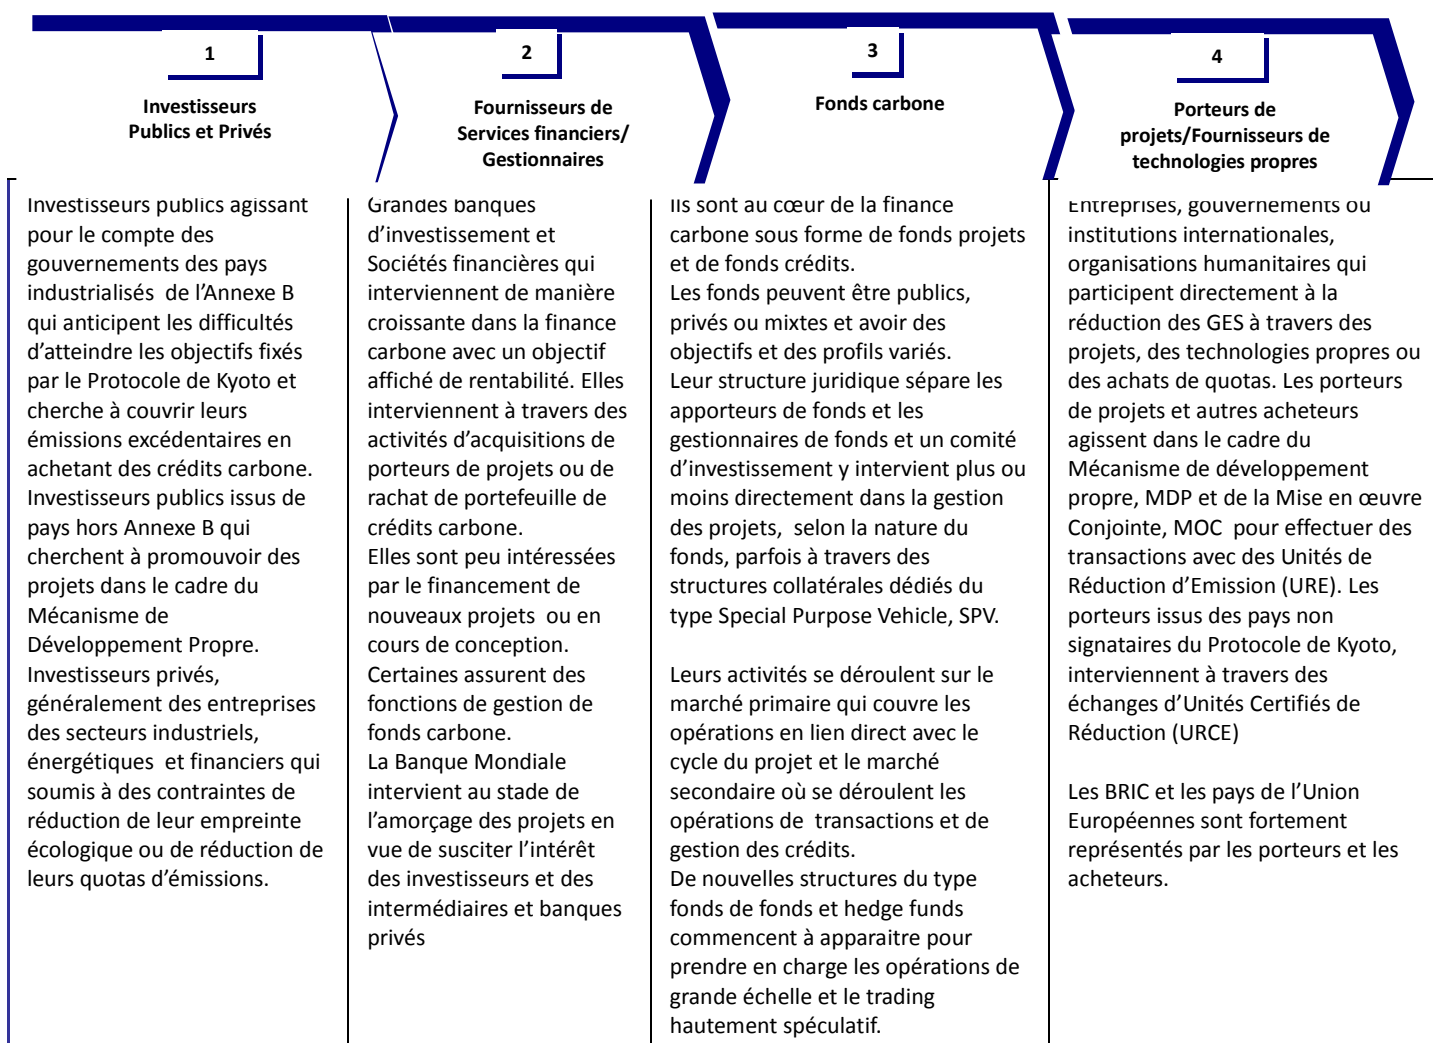 1
Investisseurs
Publics et Privés
Investisseurs publics agissant
pour le compte des
gouvernements des pays
industrialisés  de l’Annexe B
qui anticipent les difficultés
d’atteindre les objectifs fixés
par le Protocole de Kyoto et
cherche à couvrir leurs
émissions excédentaires en
achetant des crédits carbone.
Investisseurs publics issus de
pays hors Annexe B qui
cherchent à promouvoir des
projets dans le cadre du
Mécanisme de
Développement Propre.
Investisseurs privés,
généralement des entreprises
des secteurs industriels,
énergétiques  et financiers qui
soumis à des contraintes de
réduction de leur empreinte
écologique ou de réduction de
leurs quotas d’émissions.
2
Fournisseurs de
Services financiers/
Gestionnaires
Grandes banques
d’investissement et
Sociétés financières qui
interviennent de manière
croissante dans la finance
carbone avec un objectif
affiché de rentabilité. Elles
interviennent à travers des
activités d’acquisitions de
porteurs de projets ou de
rachat de portefeuille de
crédits carbone.
Elles sont peu intéressées
par le financement de
nouveaux projets  ou en
cours de conception.
Certaines assurent des
fonctions de gestion de
fonds carbone.
La Banque Mondiale
intervient au stade de
l’amorçage des projets en
vue de susciter l’intérêt
des investisseurs et des
intermédiaires et banques
privés
3
Fonds carbone
Ils sont au cœur de la finance
carbone sous forme de fonds projets
et de fonds crédits.
Les fonds peuvent être publics,
privés ou mixtes et avoir des
objectifs et des profils variés.
Leur structure juridique sépare les
apporteurs de fonds et les
gestionnaires de fonds et un comité
d’investissement y intervient plus ou
moins directement dans la gestion
des projets,  selon la nature du
fonds, parfois à travers des
structures collatérales dédiés du
type Special Purpose Vehicle, SPV.
Leurs activités se déroulent sur le
marché primaire qui couvre les
opérations en lien direct avec le
cycle du projet et le marché
secondaire où se déroulent les
opérations de  transactions et de
gestion des crédits.
De nouvelles structures du type
fonds de fonds et hedge funds
commencent à apparaitre pour
prendre en charge les opérations de
grande échelle et le trading
hautement spéculatif.
4
Porteurs de
projets/Fournisseurs de
technologies propres
Entreprises, gouvernements ou
institutions internationales,
organisations humanitaires qui
participent directement à la
réduction des GES à travers des
projets, des technologies propres ou
des achats de quotas. Les porteurs
de projets et autres acheteurs
agissent dans le cadre du
Mécanisme de développement
propre, MDP et de la Mise en œuvre
Conjointe, MOC  pour effectuer des
transactions avec des Unités de
Réduction d’Emission (URE). Les
porteurs issus des pays non
signataires du Protocole de Kyoto,
interviennent à travers des
échanges d’Unités Certifiés de
Réduction (URCE)
Les BRIC et les pays de l’Union
Européennes sont fortement
représentés par les porteurs et les
acheteurs.